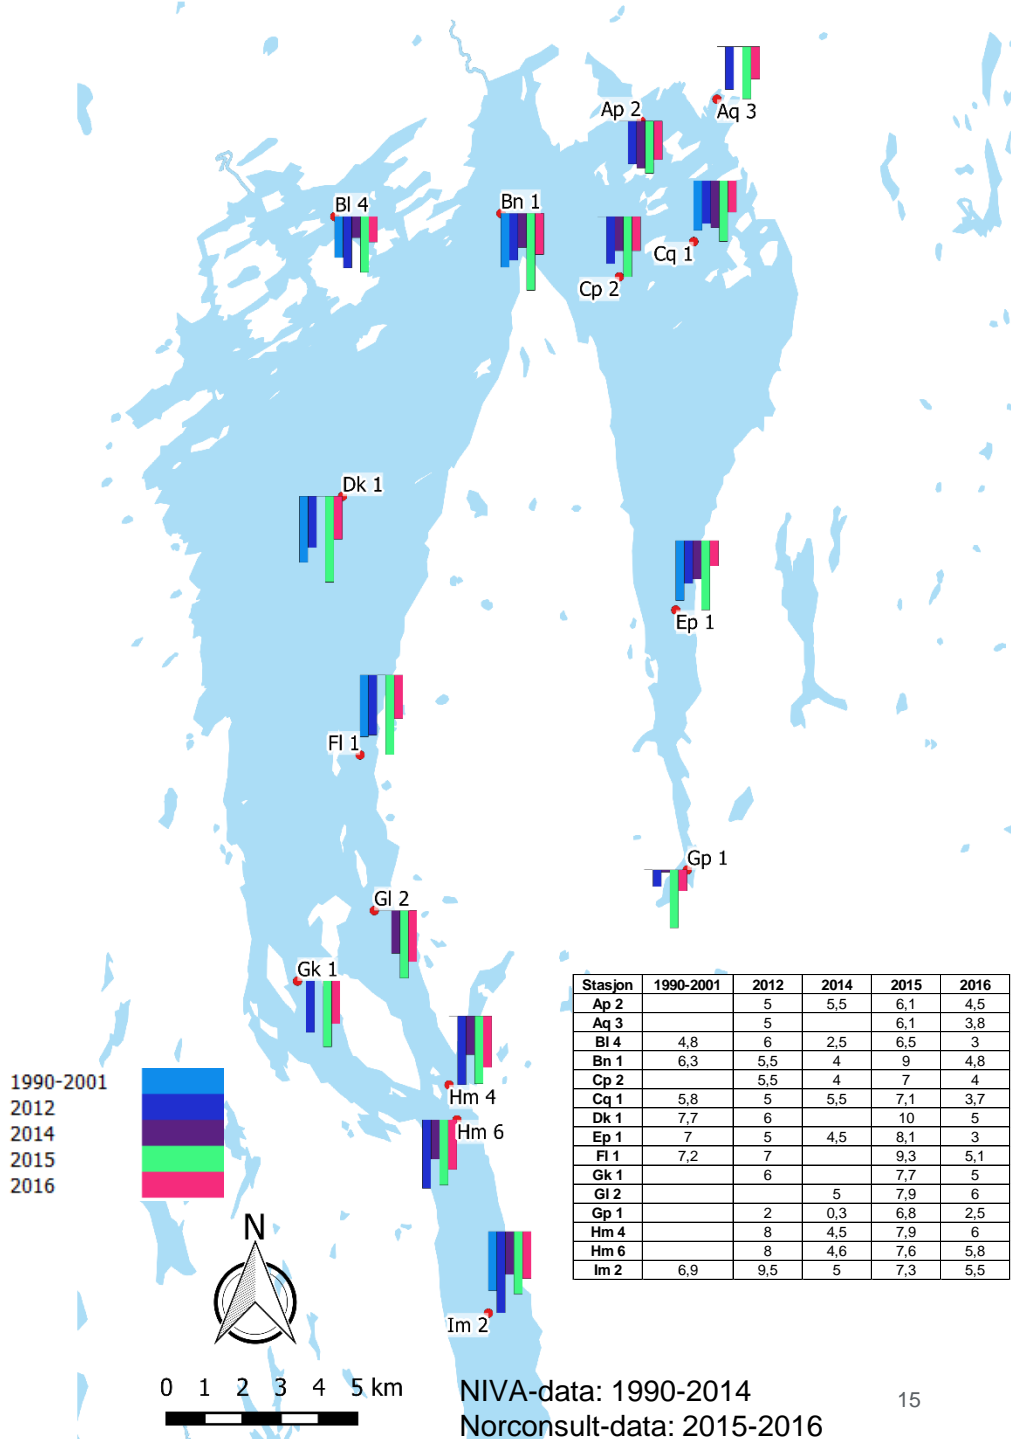 Aq 3
Ap 2
Bl 4
Bn 1
Cq 1
Cp 2
Dk 1
Ep 1
Fl 1
Gp 1
Gl 2
Gk 1
Hm 4
Hm 6
Im 2
Stasjon 1990-2001 2012 2014 2015 2016
Ap 2 5 5,5 6,1 4,5
Aq 3 5 6,1 3,8
Bl 4 4,8 6 2,5 6,5 3
Bn 1 6,3 5,5 4 9 4,8
Cp 2 5,5 4 7 4
Cq 1 5,8 5 5,5 7,1 3,7
Dk 1 7,7 6 10 5
Ep 1 7 5 4,5 8,1 3
Fl 1 7,2 7 9,3 5,1
Gk 1 6 7,7 5
Gl 2 5 7,9 6
Gp 1 2 0,3 6,8 2,5
Hm 4 8 4,5 7,9 6
Hm 6 8 4,6 7,6 5,8
Im 2 6,9 9,5 5 7,3 5,5
1990-2001
2012
2014
2015
2016
N
0 1 2 3 4 5 km
NIVA-data: 1990-2014
Norconsult-data: 2015-2016
15